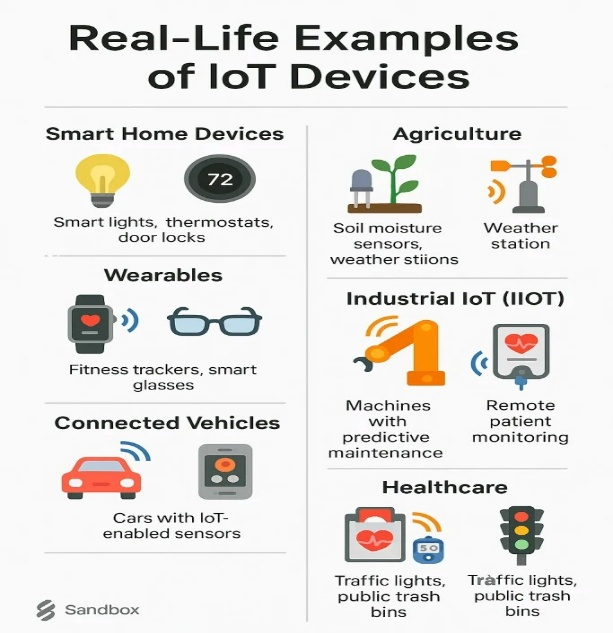 Real-Life Examples
of IoT Devices
Smart Home Devices
72
Smart lights, thermostats,
door locks
Wearables
Fitness trackers, smart
glasses
Connected Vehicles
Cars with IoT-
enabled sensors
Sandbox
Agriculture
Soil moisture
sensors,
weather stiions
Weather
station
Industrial IoT (IIOT)
Machines
with
predictive
maintenance
Remote
patient
monitoring
Healthcare
50
Traffic lights,
public trash
bins
Tràffic lights,
public trash
bins